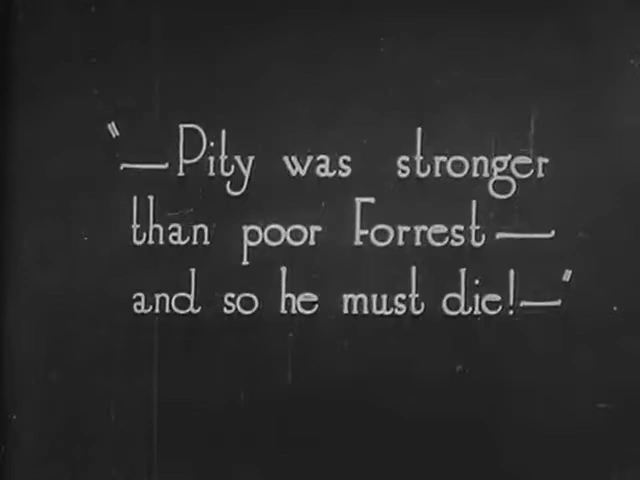 "—Pity was stronger
than poor Forrest—
and so he must die!—"